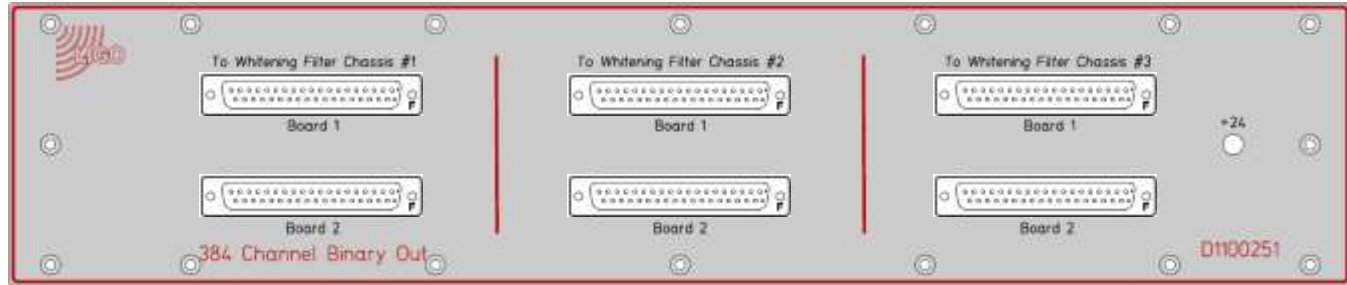 LIGO
To Whitening Filter Chassis #1
To Whitening Filter Chassis #2
To Whitening Filter Chassis #3
F
F
F
Board 1
Board 1
Board 1
+24
F
F
F
Board 2
Board 2
Board 2
384 Channel Binary Out
D1100251